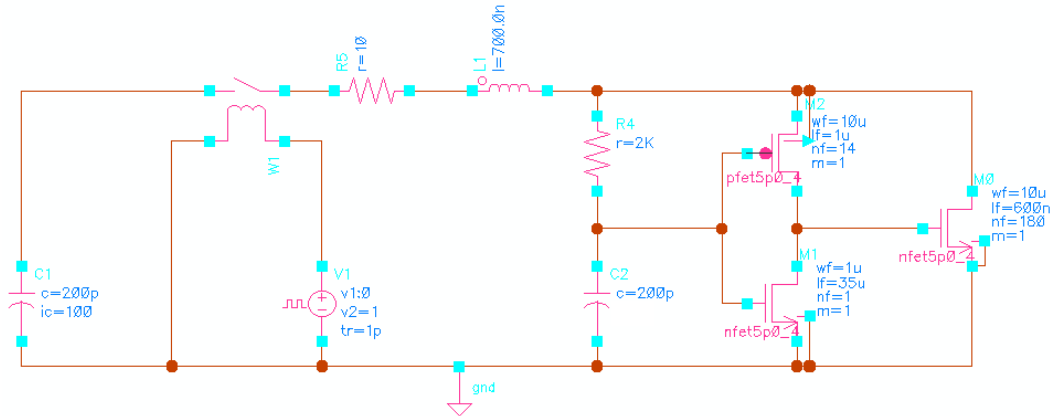 R5
r=10
L1
l=700.0n
W1
C1
c=200p
ic=100
V1
v1:0
v2=1
tr=1p
R4
r=2K
C2
c=200p
gnd
M2
wf=10u
lf=1u
nf=14
m=1
pfet5p0_4
M1
wf=1u
lf=35u
nf=1
m=1
nfet5p0_4
M0
wf=10u
lf=600n
nf=180
m=1
nfet5p0_4